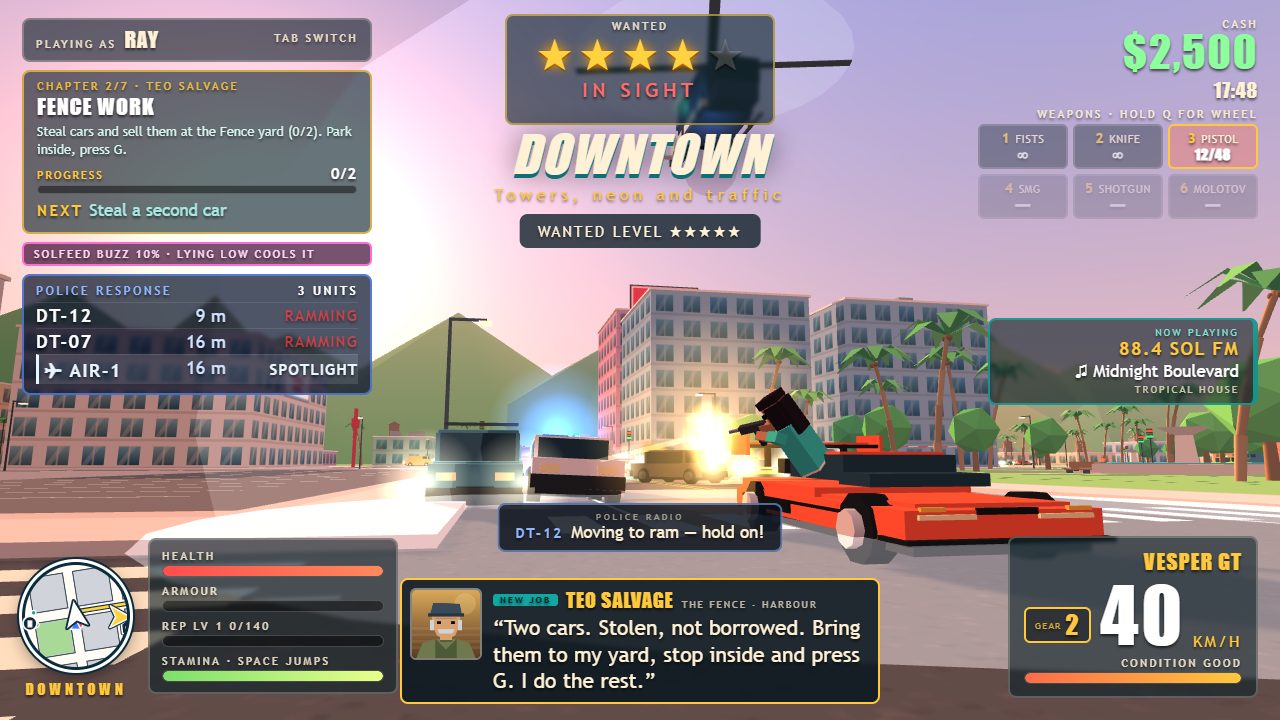 PLAYING AS RAY TAB SWITCH
CHAPTER 2/7 · TEO SALVAGE
FENCE WORK
Steal cars and sell them at the Fence yard (0/2). Park
inside, press G.
PROGRESS 0/2
NEXT Steal a second car
SOLFEED BUZZ 10% · LYING LOW COOLS IT
POLICE RESPONSE 3 UNITS
DT-12 9 m RAMMING
DT-07 16 m RAMMING
AIR-1 16 m SPOTLIGHT
WANTED
IN SIGHT
DOWNTOWN
Towers, neon and traffic
WANTED LEVEL ★★★★★
CASH
$2,500
17:48
WEAPONS · HOLD Q FOR WHEEL
1 FISTS
∞
2 KNIFE
∞
3 PISTOL
12/48
4 SMG
—
5 SHOTGUN
—
6 MOLOTOV
—
NOW PLAYING
88.4 SOL FM
♫ Midnight Boulevard
TROPICAL HOUSE
POLICE RADIO
DT-12 Moving to ram — hold on!
HEALTH
ARMOUR
REP LV 1 0/140
STAMINA · SPACE JUMPS
DOWNTOWN
NEW JOB TEO SALVAGE THE FENCE · HARBOUR
“Two cars. Stolen, not borrowed. Bring
them to my yard, stop inside and press
G. I do the rest.”
VESPER GT
GEAR 2 40 KM/H
CONDITION GOOD